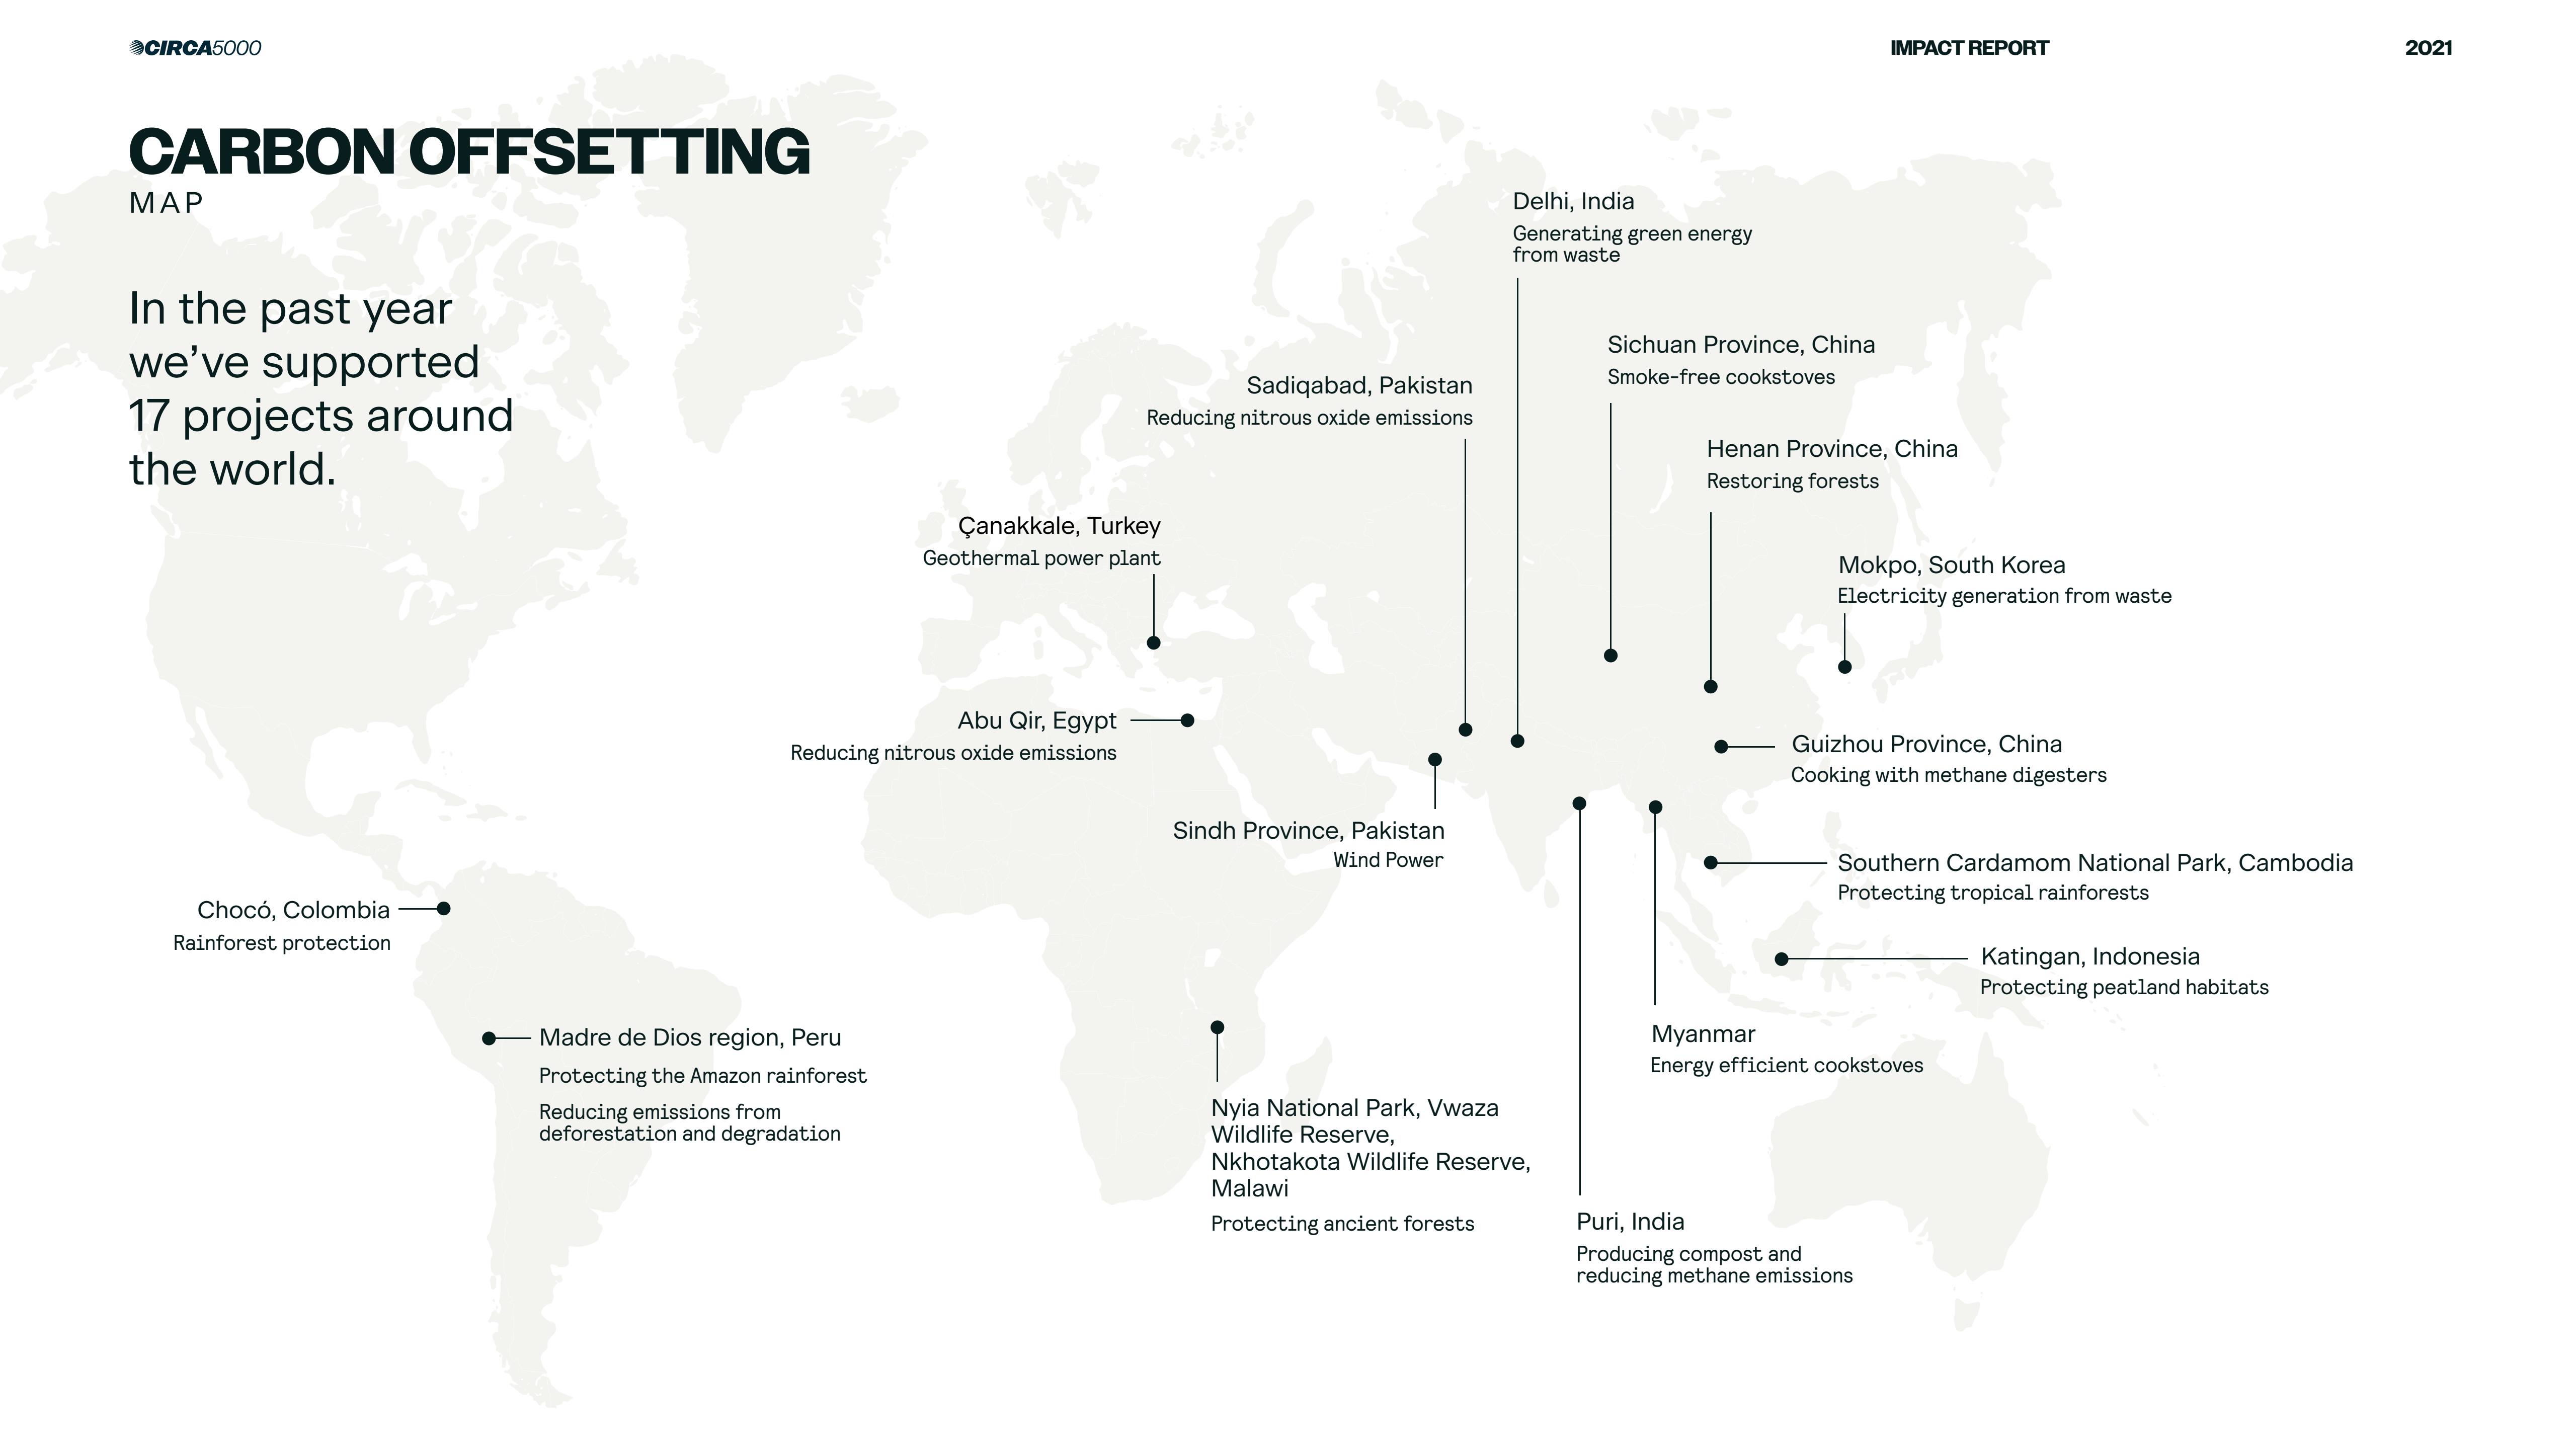 CIRCA5000
IMPACT REPORT
2021
CARBON OFFSETTING
MAP
In the past year
we've supported
17 projects around
the world.
Delhi, India
Generating green energy
from waste
Sichuan Province, China
Smoke-free cookstoves
Sadiqabad, Pakistan
Reducing nitrous oxide emissions
Henan Province, China
Restoring forests
Çanakkale, Turkey
Geothermal power plant
Mokpo, South Korea
Electricity generation from waste
Abu Qir, Egypt
Reducing nitrous oxide emissions
Guizhou Province, China
Cooking with methane digesters
Sindh Province, Pakistan
Wind Power
Southern Cardamom National Park, Cambodia
Protecting tropical rainforests
Chocó, Colombia
Rainforest protection
Katingan, Indonesia
Protecting peatland habitats
Madre de Dios region, Peru
Protecting the Amazon rainforest
Reducing emissions from
deforestation and degradation
Myanmar
Energy efficient cookstoves
Nyia National Park, Vwaza
Wildlife Reserve,
Nkhotakota Wildlife Reserve,
Malawi
Protecting ancient forests
Puri, India
Producing compost and
reducing methane emissions